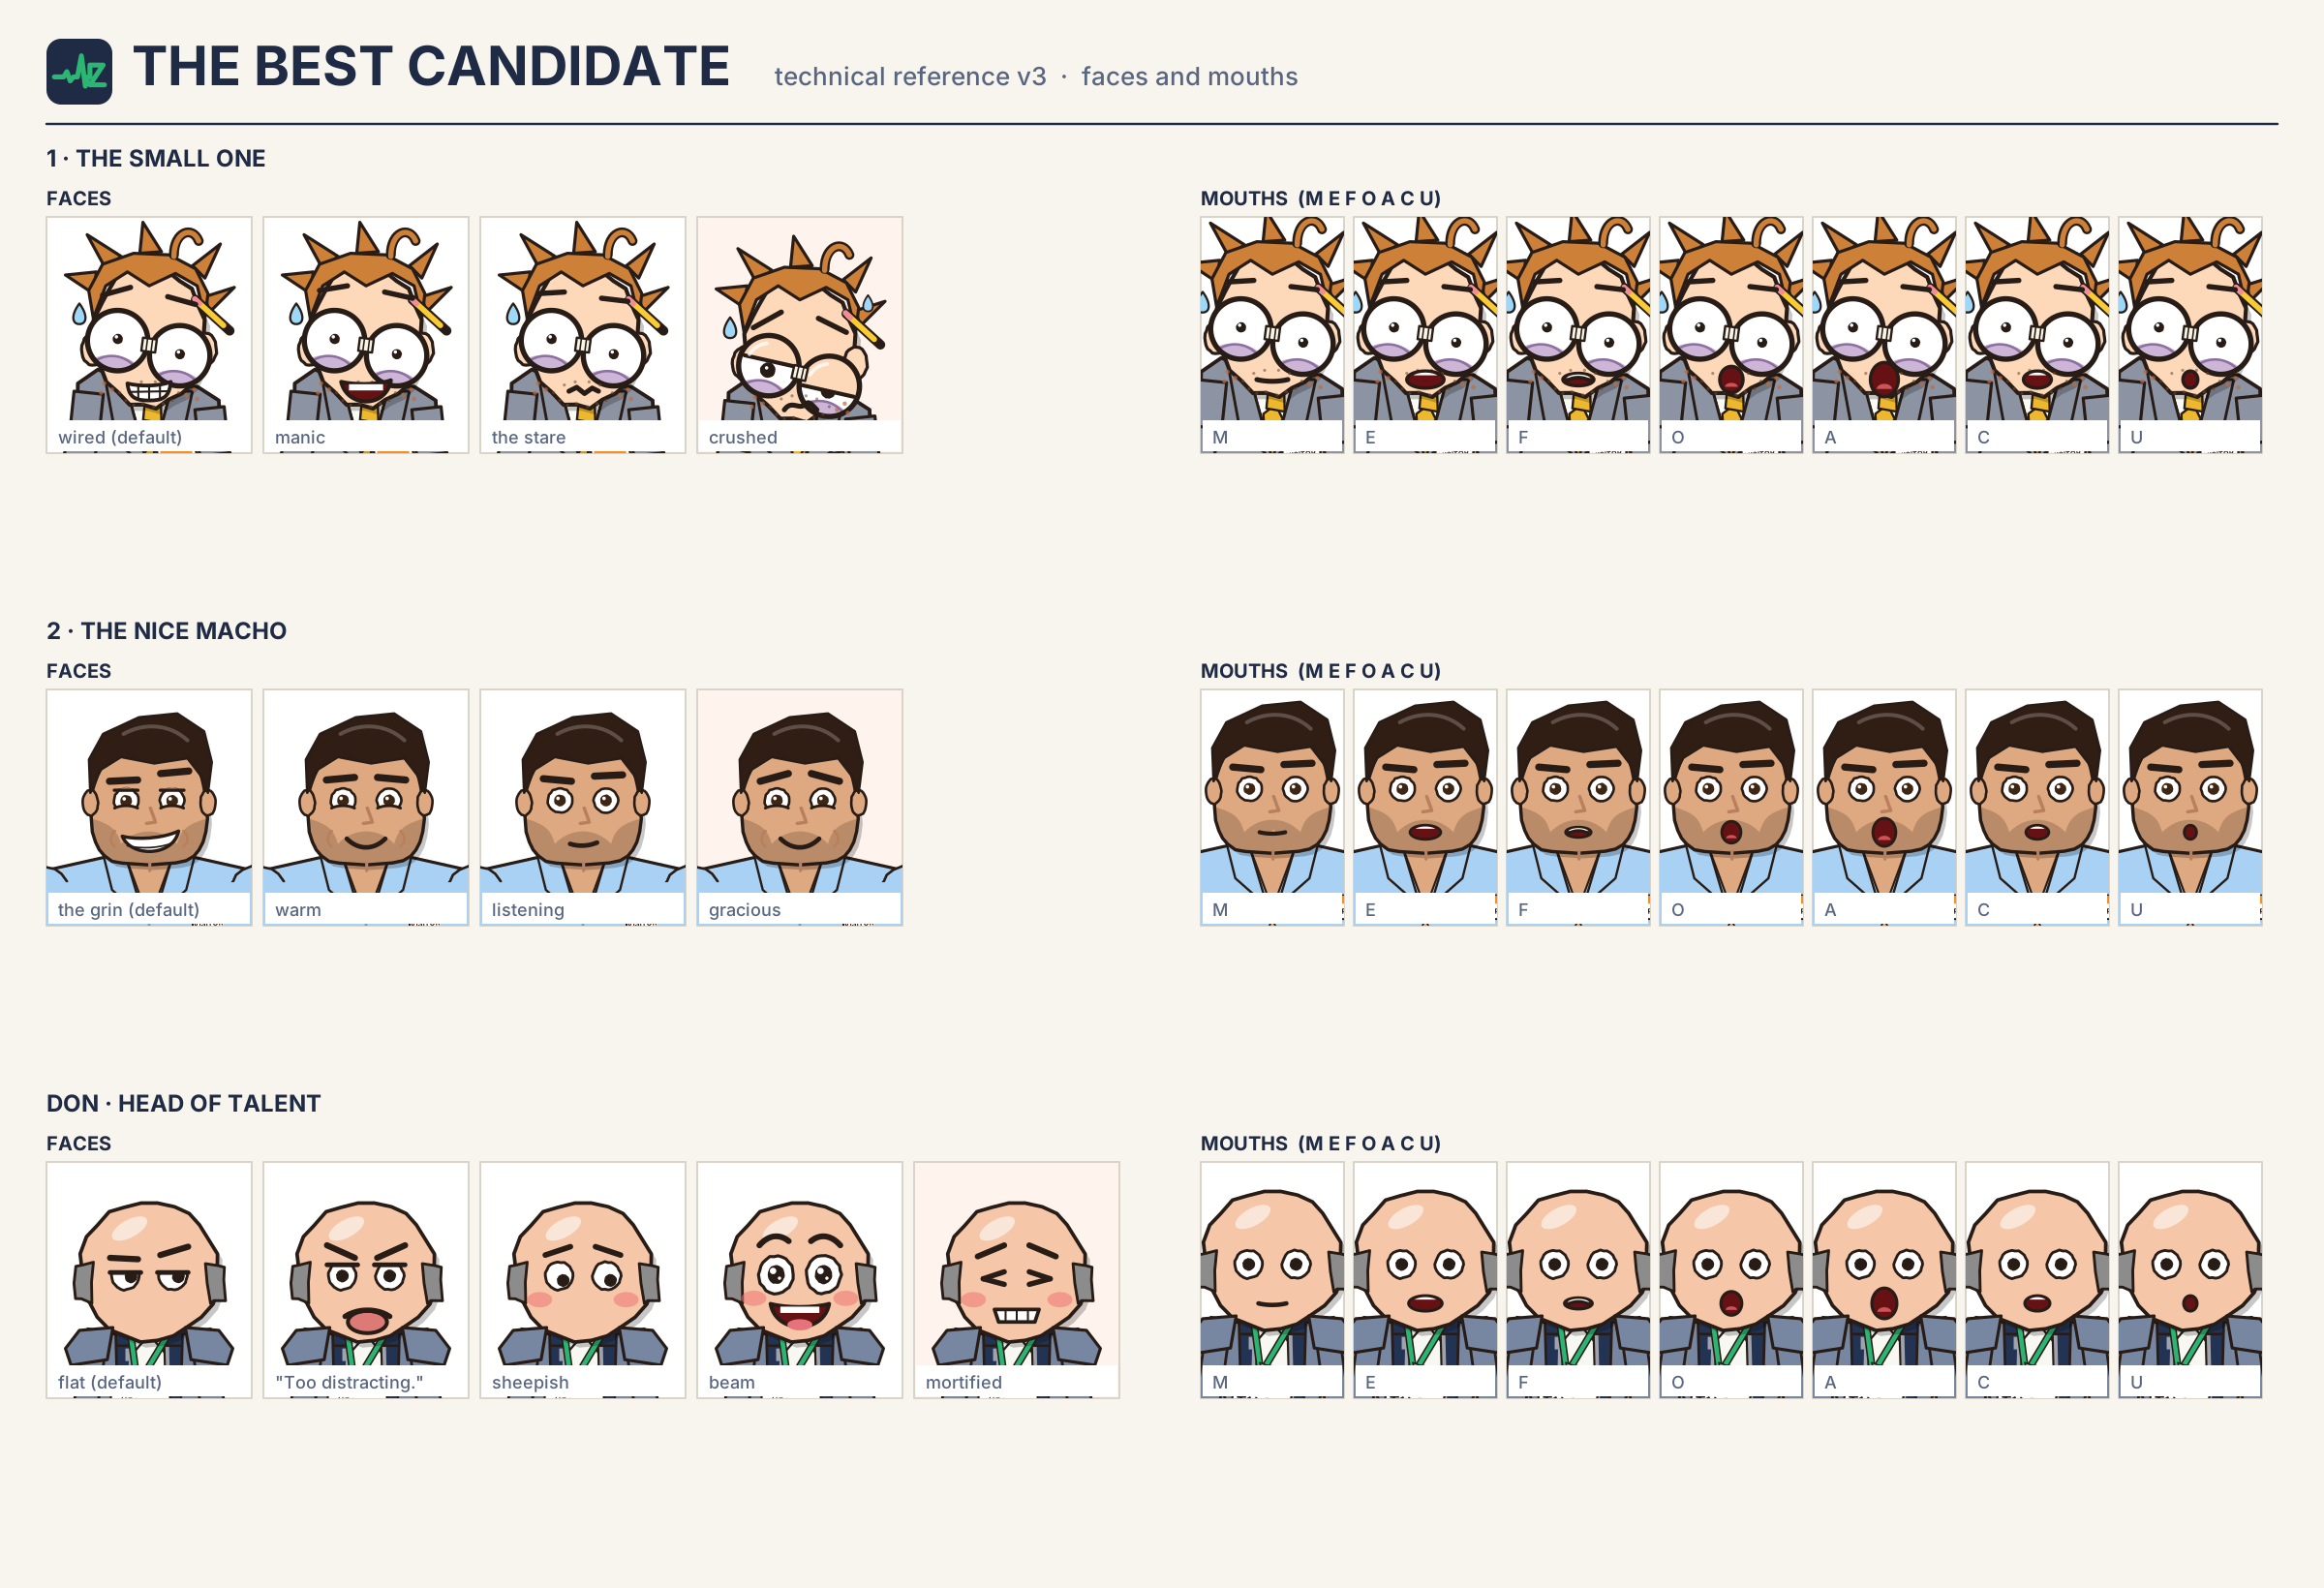 THE BEST CANDIDATE technical reference v3 · faces and mouths
1 · THE SMALL ONE
FACES
wired (default) manic the stare crushed
MOUTHS (M E F O A C U)
M E F O A C U
2 · THE NICE MACHO
FACES
the grin (default) warm listening gracious
MOUTHS (M E F O A C U)
M E F O A C U
DON · HEAD OF TALENT
FACES
flat (default) "Too distracting." sheepish beam mortified
MOUTHS (M E F O A C U)
M E F O A C U